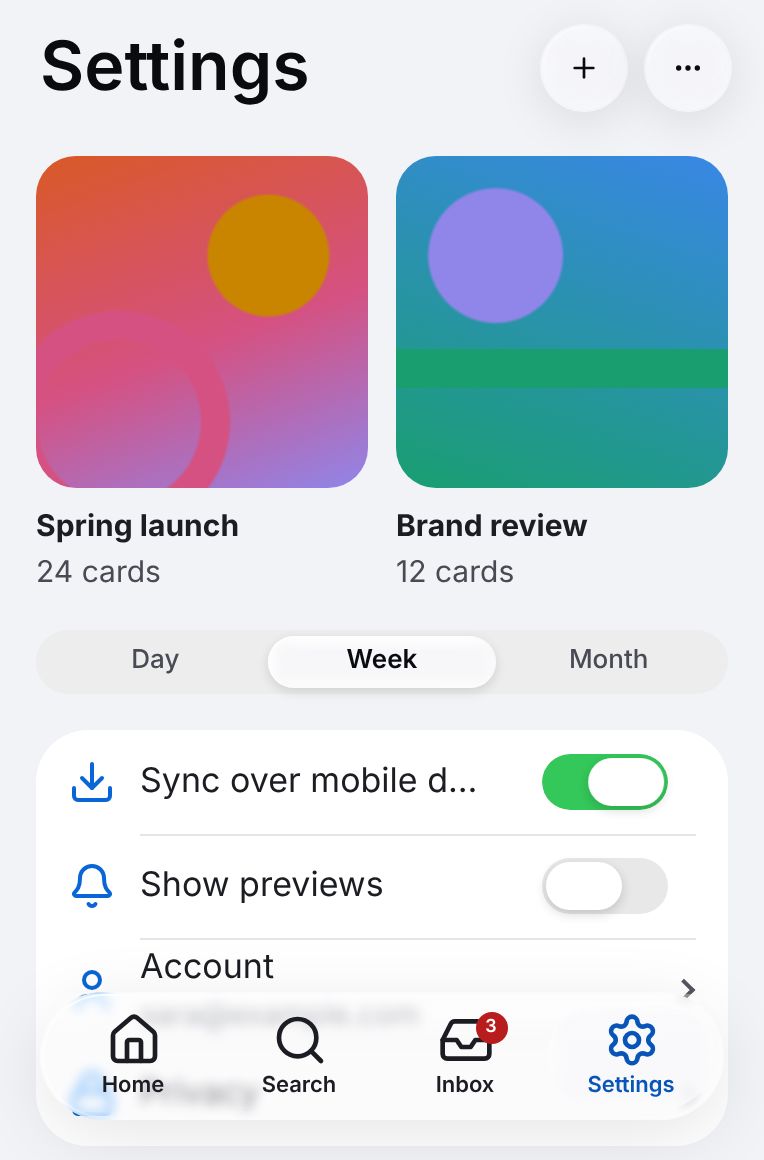 Settings
Spring launch
24 cards
Brand review
12 cards
Day
Week
Month
Sync over mobile d...
Show previews
Account
Privacy
Home
Search
Inbox
3
Settings